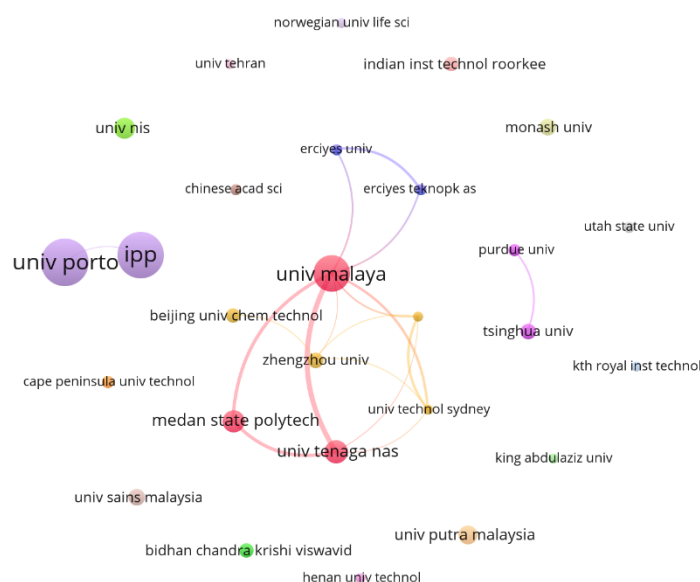 norwegian univ life sci
univ tehran
indian inst technol roorkee
univ nis
monash univ
erciyes univ
chinese acad sci
erciyes teknopk as
utah state univ
univ porto
ipp
purdue univ
univ malaya
beijing univ chem technol
tsinghua univ
zhengzhou univ
kth royal inst technol
cape peninsula univ technol
univ technol sydney
medan state polytech
univ tenaga nas
king abdulaziz univ
univ sains malaysia
univ putra malaysia
bidhan chandra krishi viswavid
henan univ technol